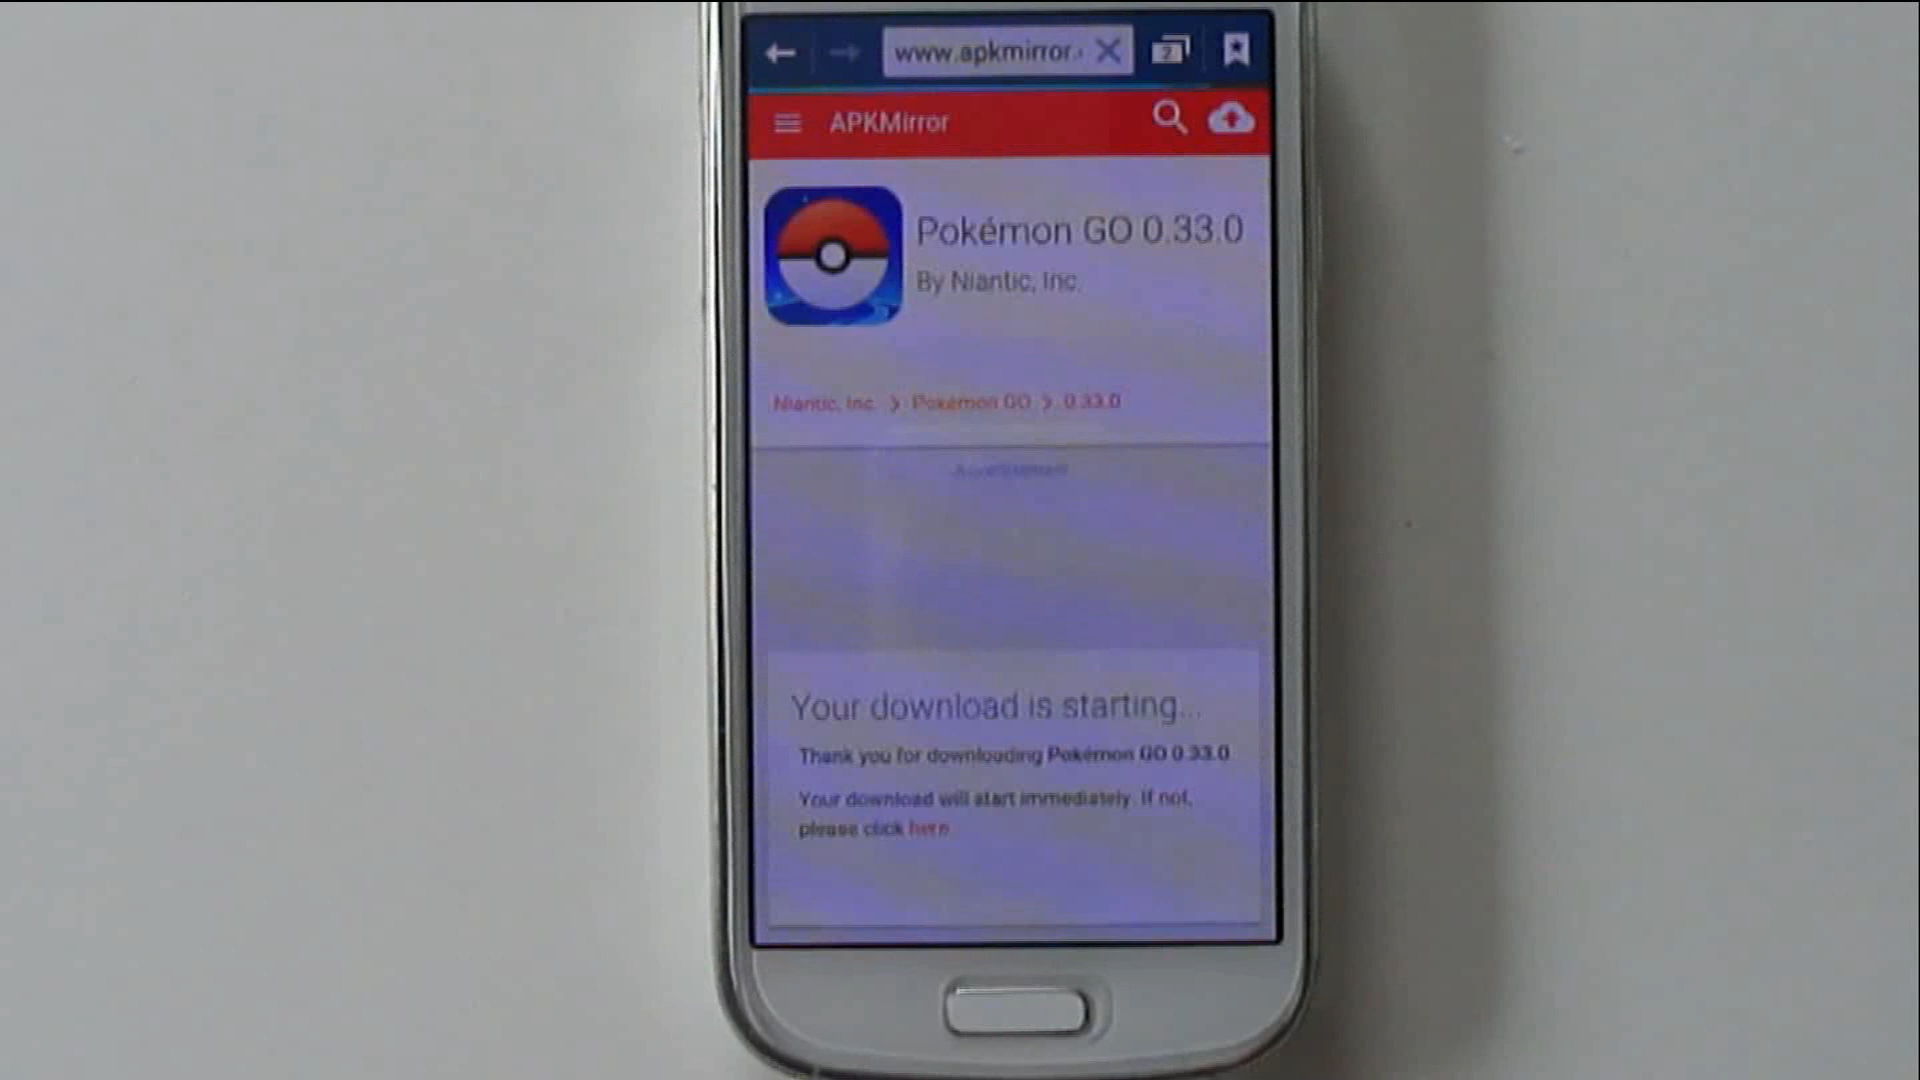 www.apkmirror.
2
APKMirror
Pokémon GO 0.33.0
By Niantic, Inc.
Niantic, Inc. > Pokémon GO > 0.33.0
Advertisement
Your download is starting...
Thank you for downloading Pokémon GO 0.33.0
Your download will start immediately. If not,
please click here.